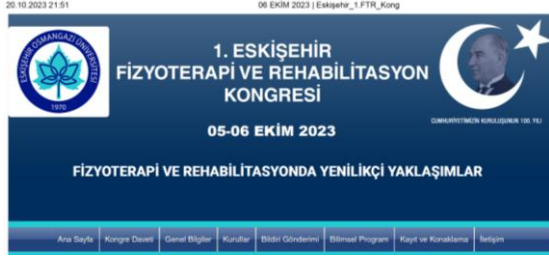 20.10.2023 21:51
06 EKİM 2023 | Eskişehir_1.FTR_Kong
ESKİŞEHİR OSMANGAZİ ÜNİVERSİTESİ
1970
1. ESKİŞEHİR
FİZYOTERAPİ VE REHABİLİTASYON
KONGRESİ
05-06 EKİM 2023
CUMHURİYETİMİZİN KURULUŞUNUN 100. YILI
FİZYOTERAPİ VE REHABİLİTASYONDA YENİLİKÇİ YAKLAŞIMLAR
Ana Sayfa
Kongre Daveti
Genel Bilgiler
Kurullar
Bildiri Gönderimi
Bilimsel Program
Kayıt ve Konaklama
İletişim